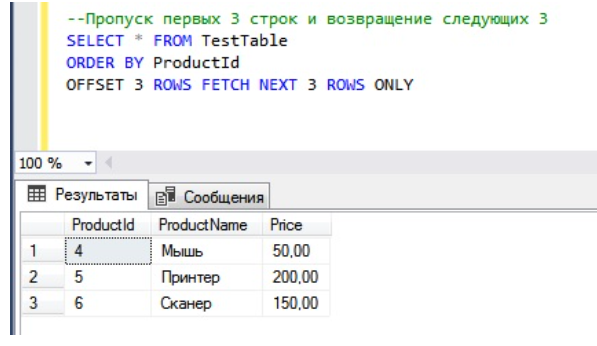 --Пропуск первых 3 строк и возвращение следующих 3
SELECT * FROM TestTable
ORDER BY ProductId
OFFSET 3 ROWS FETCH NEXT 3 ROWS ONLY
100 %
Результаты Сообщения
ProductId ProductName Price
1 4 Мышь 50,00
2 5 Принтер 200,00
3 6 Сканер 150,00